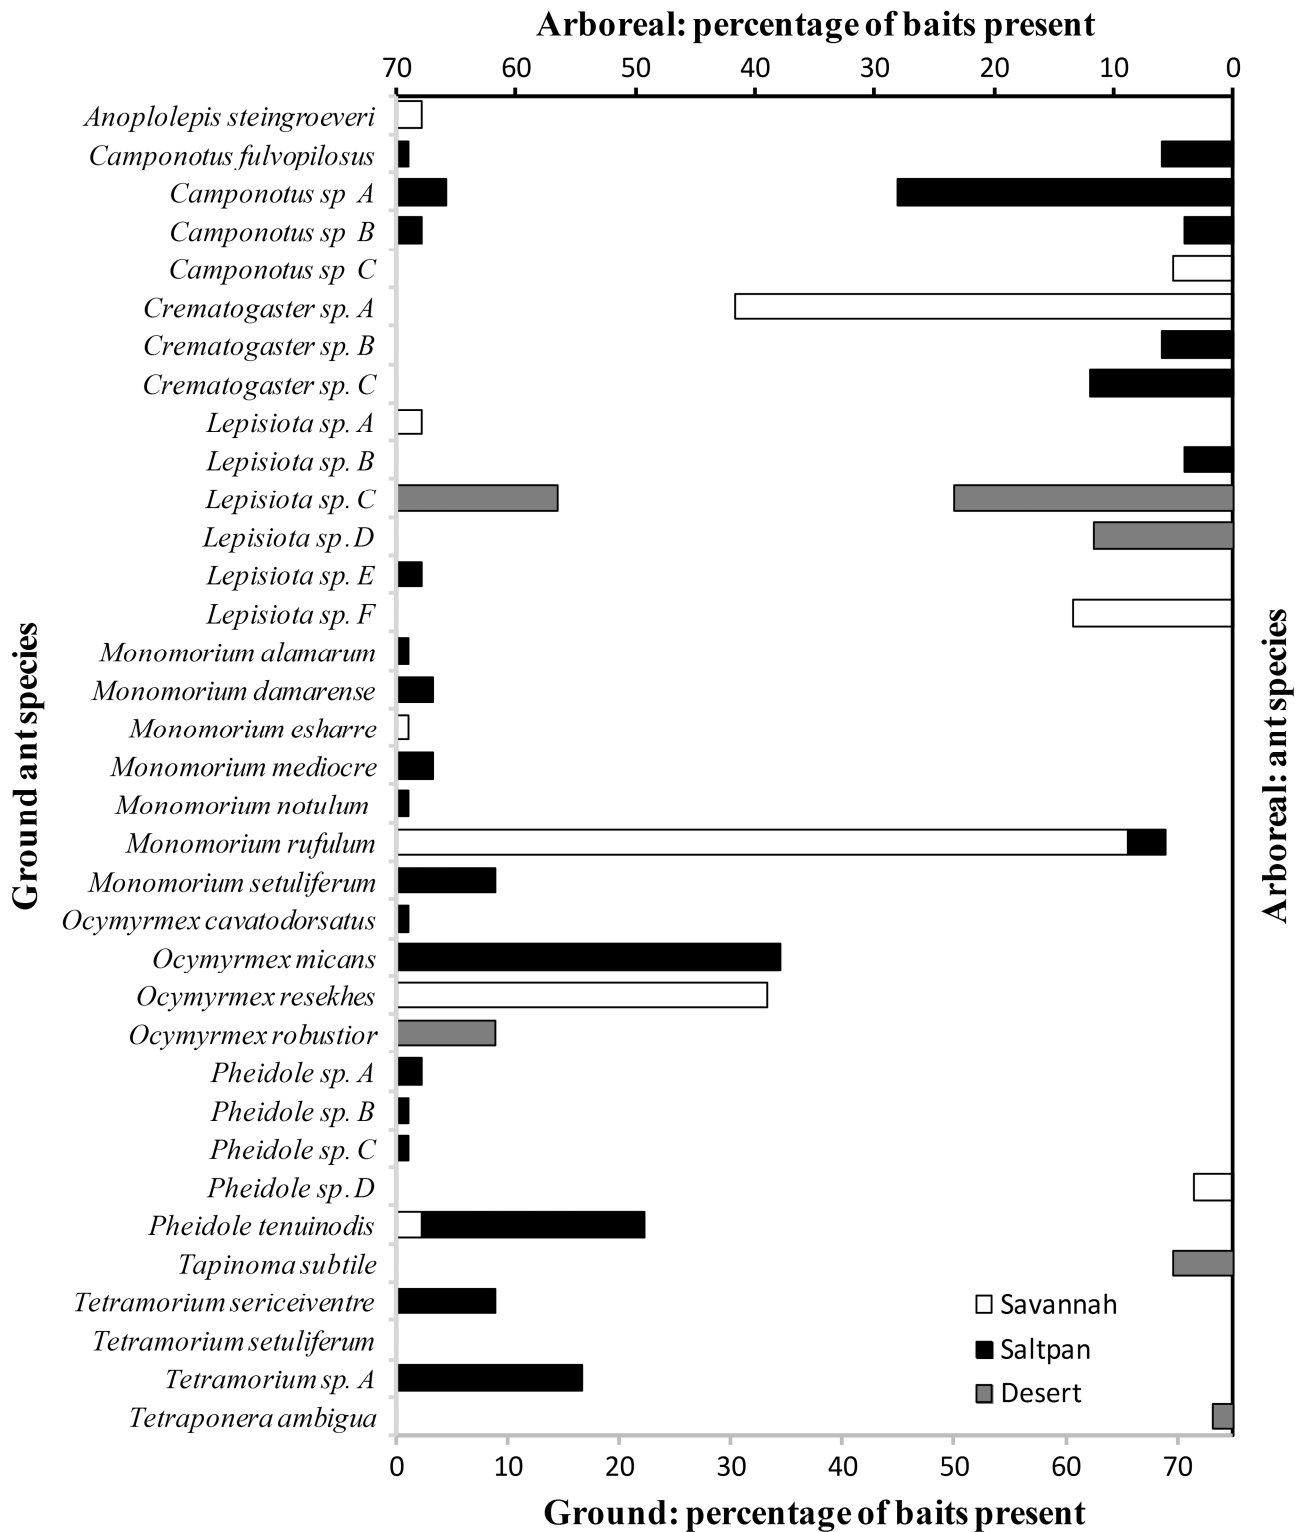 Arboreal: percentage of baits present
70 60 50 40 30 20 10 0
Anoplolepis steingroeveri
Camponotus fulvopilosus
Camponotus sp A
Camponotus sp B
Camponotus sp C
Crematogaster sp. A
Crematogaster sp. B
Crematogaster sp. C
Lepisiota sp. A
Lepisiota sp. B
Lepisiota sp. C
Lepisiota sp. D
Lepisiota sp. E
Lepisiota sp. F
Monomorium alamarum
Monomorium damarense
Monomorium esharre
Monomorium mediocre
Monomorium notulum
Monomorium rufulum
Monomorium setuliferum
Ocymyrmex cavatodorsatus
Ocymyrmex micans
Ocymyrmex resekhes
Ocymyrmex robustior
Pheidole sp. A
Pheidole sp. B
Pheidole sp. C
Pheidole sp. D
Pheidole tenuinodis
Tapinoma subtile
Tetramorium sericeiventre
Tetramorium setuliferum
Tetramorium sp. A
Tetraponera ambigua
Ground ant species
Arboreal: ant species
Savannah
Saltpan
Desert
0 10 20 30 40 50 60 70
Ground: percentage of baits present